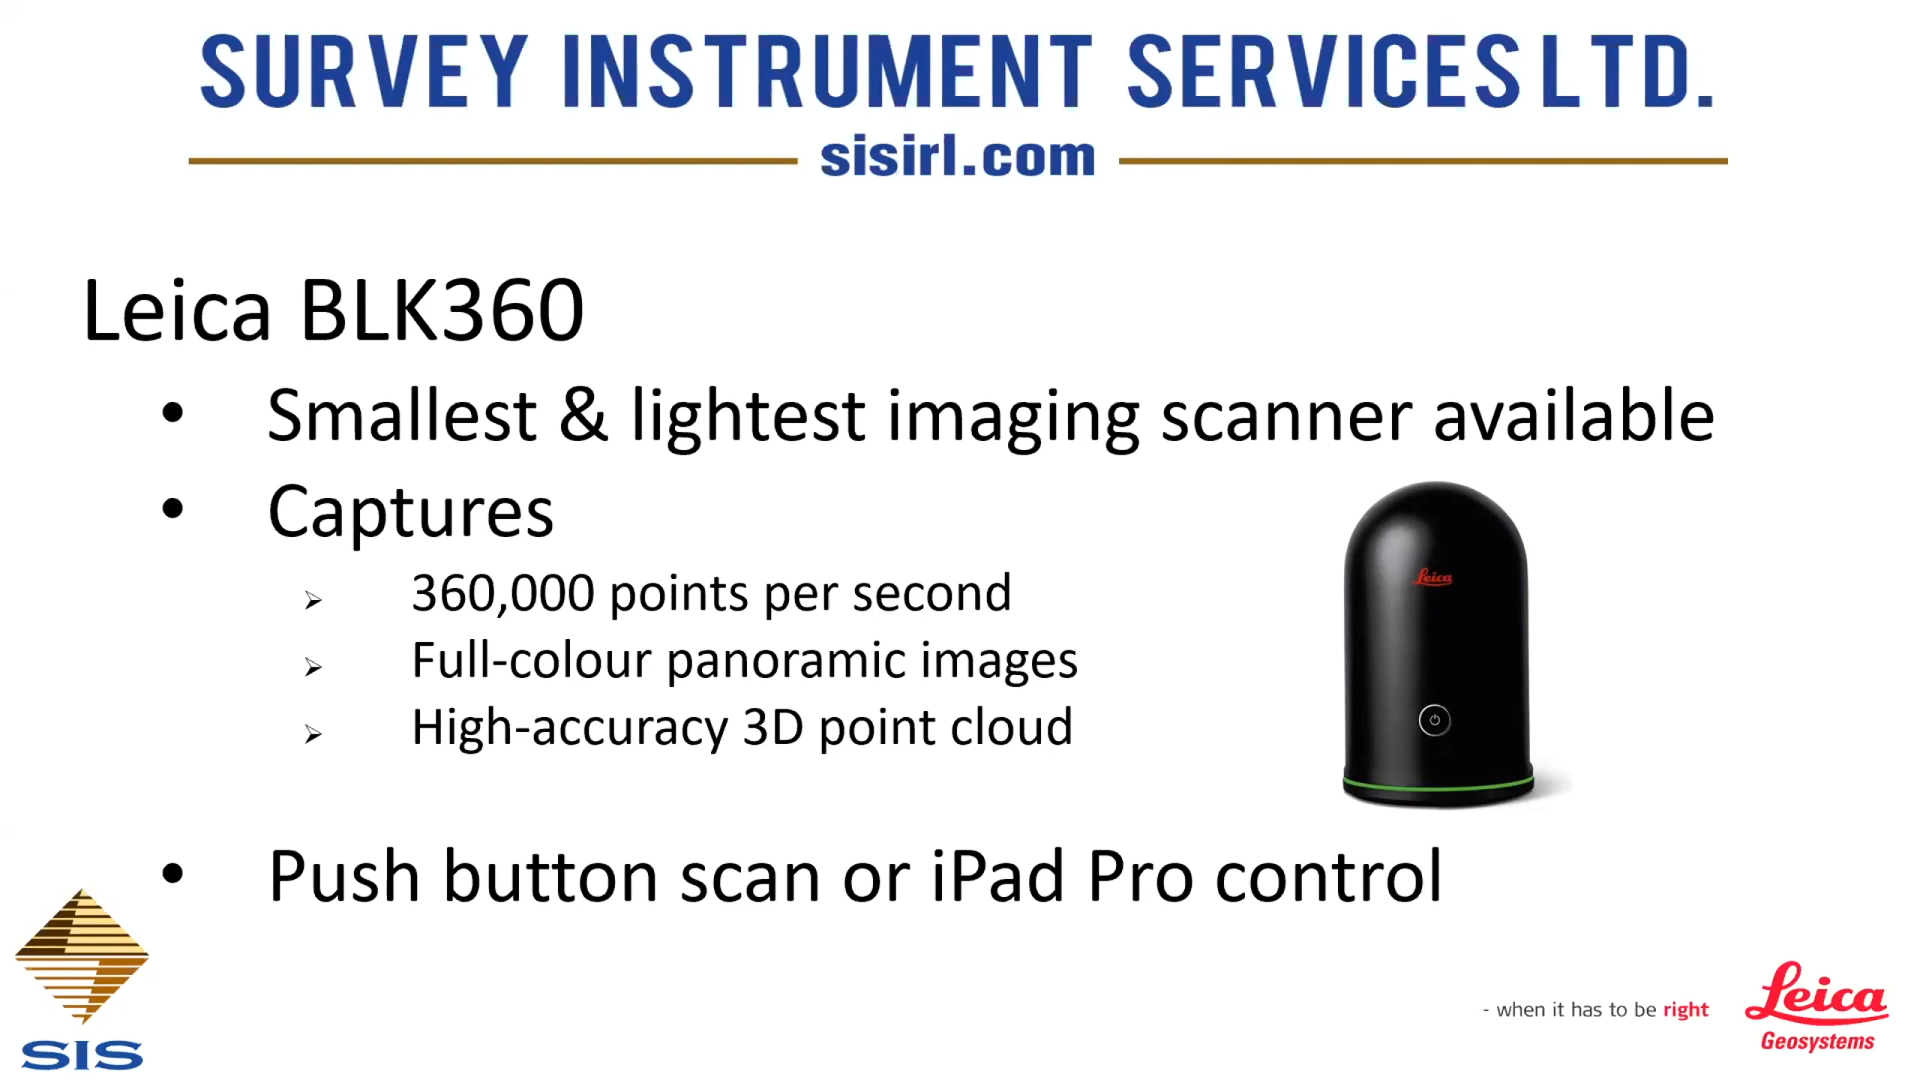 SURVEY INSTRUMENT SERVICES LTD.
sisirl.com
Leica BLK360
• Smallest & lightest imaging scanner available
• Captures
➢ 360,000 points per second
➢ Full-colour panoramic images
➢ High-accuracy 3D point cloud
Leica
• Push button scan or iPad Pro control
SIS
- when it has to be right
Leica
Geosystems